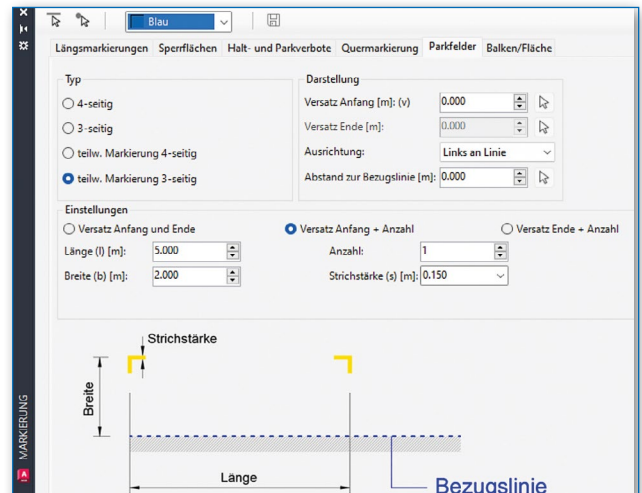 Blau
Längsmarkierungen Sperrflächen Halt- und Parkverbote Quermarkierung Parkfelder Balken/Fläche
Typ
4-seitig
3-seitig
teilw. Markierung 4-seitig
teilw. Markierung 3-seitig
Darstellung
Versatz Anfang [m]: (v) 0.000
Versatz Ende [m]: 0.000
Ausrichtung: Links an Linie
Abstand zur Bezugslinie [m]: 0.000
Einstellungen
Versatz Anfang und Ende Versatz Anfang + Anzahl Versatz Ende + Anzahl
Länge (l) [m]: 5.000 Anzahl: 1
Breite (b) [m]: 2.000 Strichstärke (s) [m]: 0.150
Strichstärke
Breite
Länge
Bezugslinie
MARKIERUNG
A